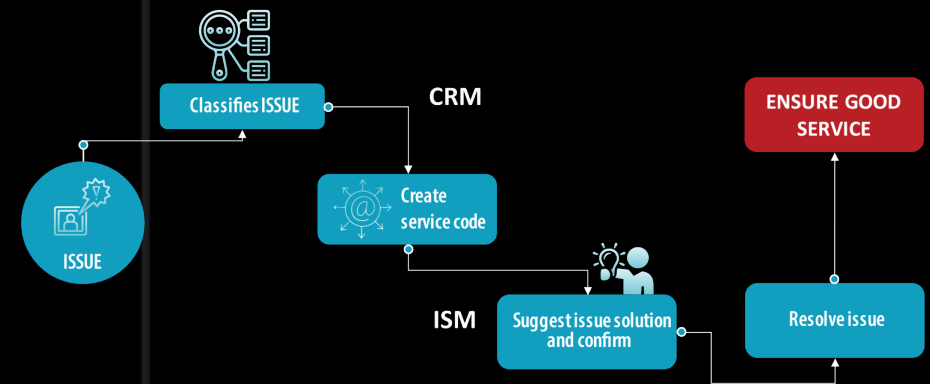 Classifies ISSUE
CRM
ENSURE GOOD
SERVICE
Create
service code
ISSUE
ISM
Suggest issue solution
and confirm
Resolve issue